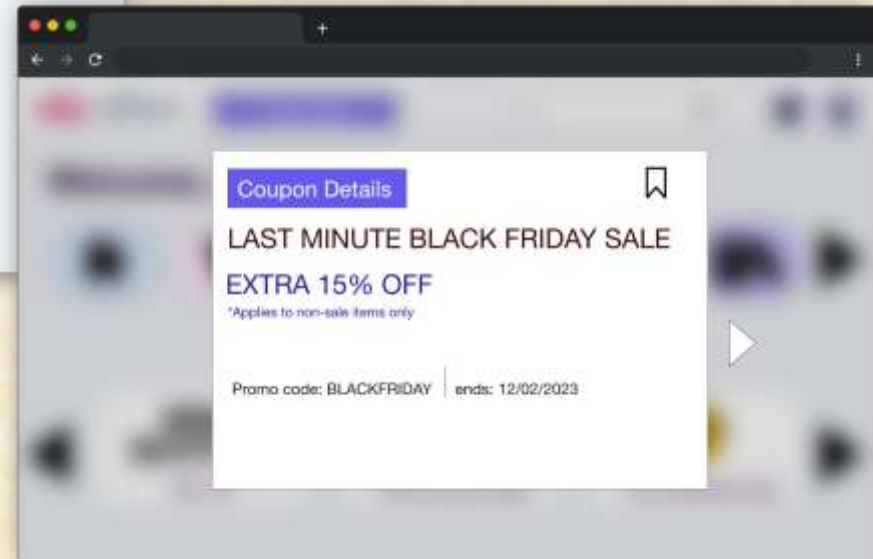 Coupon Details
LAST MINUTE BLACK FRIDAY SALE
EXTRA 15% OFF
*Applies to non-sale items only
Promo code: BLACKFRIDAY | ends: 12/02/2023